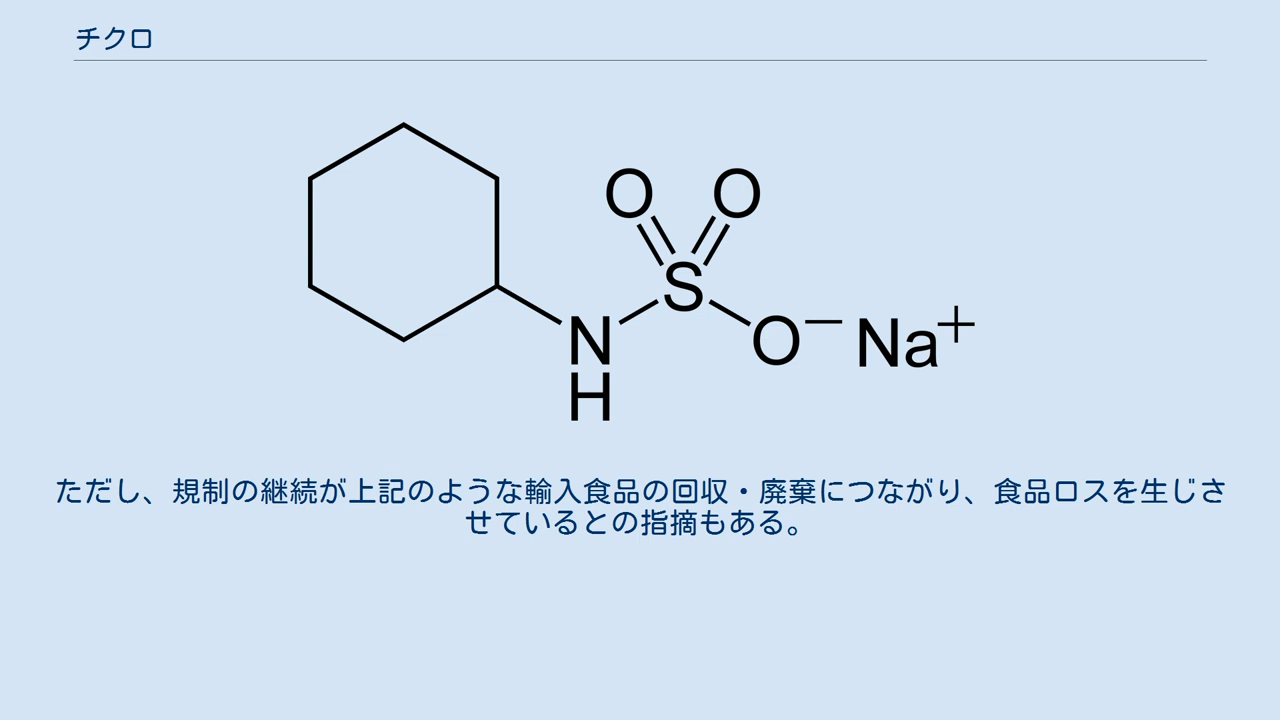 チクロ
O O
S
O− Na+
N
H
ただし、規制の継続が上記のような輸入食品の回収・廃棄につながり、食品ロスを生じさ
せているとの指摘もある。